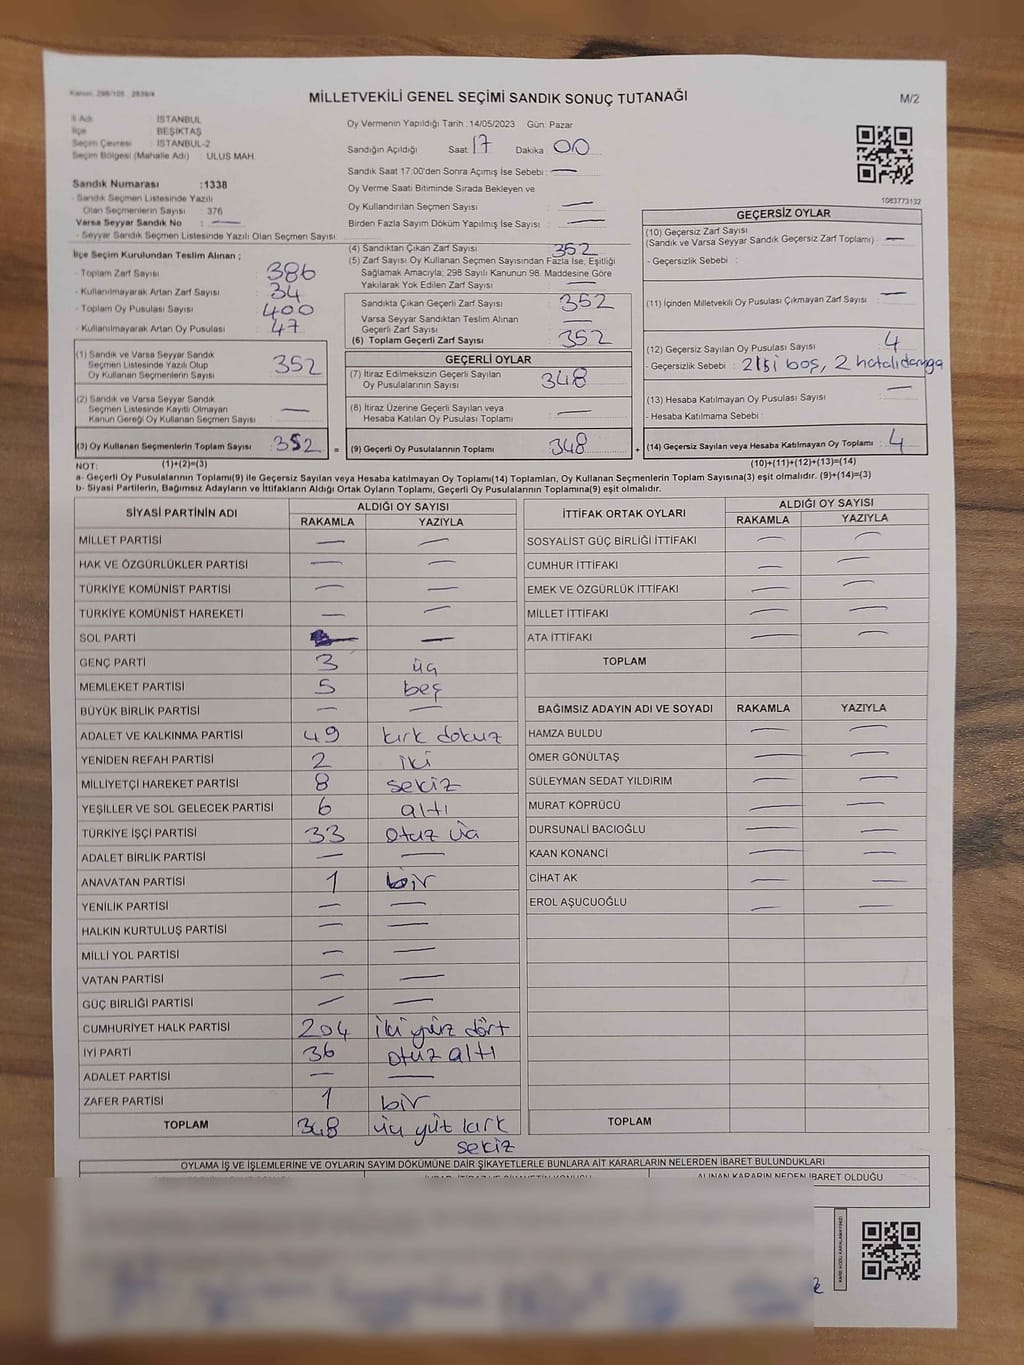 Kanun: 298/105 , 2839/4
MİLLETVEKİLİ GENEL SEÇİMİ SANDIK SONUÇ TUTANAĞI
M/2
İl Adı : İSTANBUL
İlçe : BEŞİKTAŞ
Seçim Çevresi : İSTANBUL-2
Seçim Bölgesi (Mahalle Adı) : ULUS MAH.
Sandık Numarası :1338
- Sandık Seçmen Listesinde Yazılı
Olan Seçmenlerin Sayısı : 376
Varsa Seyyar Sandık No : —
- Seyyar Sandık Seçmen Listesinde Yazılı Olan Seçmen Sayısı :
Oy Vermenin Yapıldığı Tarih :14/05/2023 Gün: Pazar
Sandığın Açıldığı Saat : 17 Dakika : 00
Sandık Saat 17.00'den Sonra Açılmış İse Sebebi : —
Oy Verme Saati Bitiminde Sırada Bekleyen ve
Oy Kullandırılan Seçmen Sayısı : —
Birden Fazla Sayım Döküm Yapılmış İse Sayısı : —
1083773132
İlçe Seçim Kurulundan Teslim Alınan ;
- Toplam Zarf Sayısı : 386
- Kullanılmayarak Artan Zarf Sayısı : 34
- Toplam Oy Pusulası Sayısı : 400
- Kullanılmayarak Artan Oy Pusulası : 47
(4) Sandıktan Çıkan Zarf Sayısı : 352
(5) Zarf Sayısı Oy Kullanan Seçmen Sayısından Fazla İse, Eşitliği
Sağlamak Amacıyla; 298 Sayılı Kanunun 98. Maddesine Göre
Yakılarak Yok Edilen Zarf Sayısı : —
Sandıkta Çıkan Geçerli Zarf Sayısı : 352
Varsa Seyyar Sandıktan Teslim Alınan
Geçerli Zarf Sayısı : —
(6) Toplam Geçerli Zarf Sayısı : 352
GEÇERSİZ OYLAR
(10) Geçersiz Zarf Sayısı
(Sandık ve Varsa Seyyar Sandık Geçersiz Zarf Toplamı) : —
- Geçersizlik Sebebi :
(11) İçinden Milletvekili Oy Pusulası Çıkmayan Zarf Sayısı : —
(12) Geçersiz Sayılan Oy Pusulası Sayısı : 4
- Geçersizlik Sebebi : 2'si boş, 2 hatalı damga
(13) Hesaba Katılmayan Oy Pusulası Sayısı : —
- Hesaba Katılmama Sebebi :
(14) Geçersiz Sayılan veya Hesaba Katılmayan Oy Toplamı : 4
(10)+(11)+(12)+(13)=(14)
(1) Sandık ve Varsa Seyyar Sandık
Seçmen Listesinde Yazılı Olup
Oy Kullanan Seçmenlerin Sayısı : 352
(2) Sandık ve Varsa Seyyar Sandık
Seçmen Listesinde Kayıtlı Olmayan
Kanun Gereği Oy Kullanan Seçmen Sayısı : —
(3) Oy Kullanan Seçmenlerin Toplam Sayısı : 352
(1)+(2)=(3)
GEÇERLİ OYLAR
(7) İtiraz Edilmeksizin Geçerli Sayılan
Oy Pusulalarının Sayısı : 348
(8) İtiraz Üzerine Geçerli Sayılan veya
Hesaba Katılan Oy Pusulası Toplamı : —
(9) Geçerli Oy Pusulalarının Toplamı : 348
NOT:
a- Geçerli Oy Pusulalarının Toplamı(9) ile Geçersiz Sayılan veya Hesaba katılmayan Oy Toplamı(14) Toplamları, Oy Kullanan Seçmenlerin Toplam Sayısına(3) eşit olmalıdır. (9)+(14)=(3)
b- Siyasi Partilerin, Bağımsız Adayların ve İttifakların Aldığı Ortak Oyların Toplamı, Geçerli Oy Pusulalarının Toplamına(9) eşit olmalıdır.
SİYASİ PARTİNİN ADI ALDIĞI OY SAYISI
RAKAMLA YAZIYLA
MİLLET PARTİSİ — —
HAK VE ÖZGÜRLÜKLER PARTİSİ — —
TÜRKİYE KOMÜNİST PARTİSİ — —
TÜRKİYE KOMÜNİST HAREKETİ — —
SOL PARTİ — —
GENÇ PARTİ 3 üç
MEMLEKET PARTİSİ 5 beş
BÜYÜK BİRLİK PARTİSİ — —
ADALET VE KALKINMA PARTİSİ 49 kırk dokuz
YENİDEN REFAH PARTİSİ 2 iki
MİLLİYETÇİ HAREKET PARTİSİ 8 sekiz
YEŞİLLER VE SOL GELECEK PARTİSİ 6 altı
TÜRKİYE İŞÇİ PARTİSİ 33 otuz üç
ADALET BİRLİK PARTİSİ — —
ANAVATAN PARTİSİ 1 bir
YENİLİK PARTİSİ — —
HALKIN KURTULUŞ PARTİSİ — —
MİLLİ YOL PARTİSİ — —
VATAN PARTİSİ — —
GÜÇ BİRLİĞİ PARTİSİ — —
CUMHURİYET HALK PARTİSİ 204 iki yüz dört
İYİ PARTİ 36 otuz altı
ADALET PARTİSİ — —
ZAFER PARTİSİ 1 bir
TOPLAM 348 üç yüz kırk
sekiz
İTTİFAK ORTAK OYLARI ALDIĞI OY SAYISI
RAKAMLA YAZIYLA
SOSYALİST GÜÇ BİRLİĞİ İTTİFAKI — —
CUMHUR İTTİFAKI — —
EMEK VE ÖZGÜRLÜK İTTİFAKI — —
MİLLET İTTİFAKI — —
ATA İTTİFAKI — —
TOPLAM
BAĞIMSIZ ADAYIN ADI VE SOYADI RAKAMLA YAZIYLA
HAMZA BULDU — —
ÖMER GÖNÜLTAŞ — —
SÜLEYMAN SEDAT YILDIRIM — —
MURAT KÖPRÜCÜ — —
DURSUNALİ BACIOĞLU — —
KAAN KONANCİ — —
CİHAT AK — —
EROL AŞUCUOĞLU — —
TOPLAM
OYLAMA İŞ VE İŞLEMLERİNE VE OYLARIN SAYIM DÖKÜMÜNE DAİR ŞİKAYETLERLE BUNLARA AİT KARARLARIN NELERDEN İBARET BULUNDUKLARI
ALINAN KARARIN NEDEN İBARET OLDUĞU